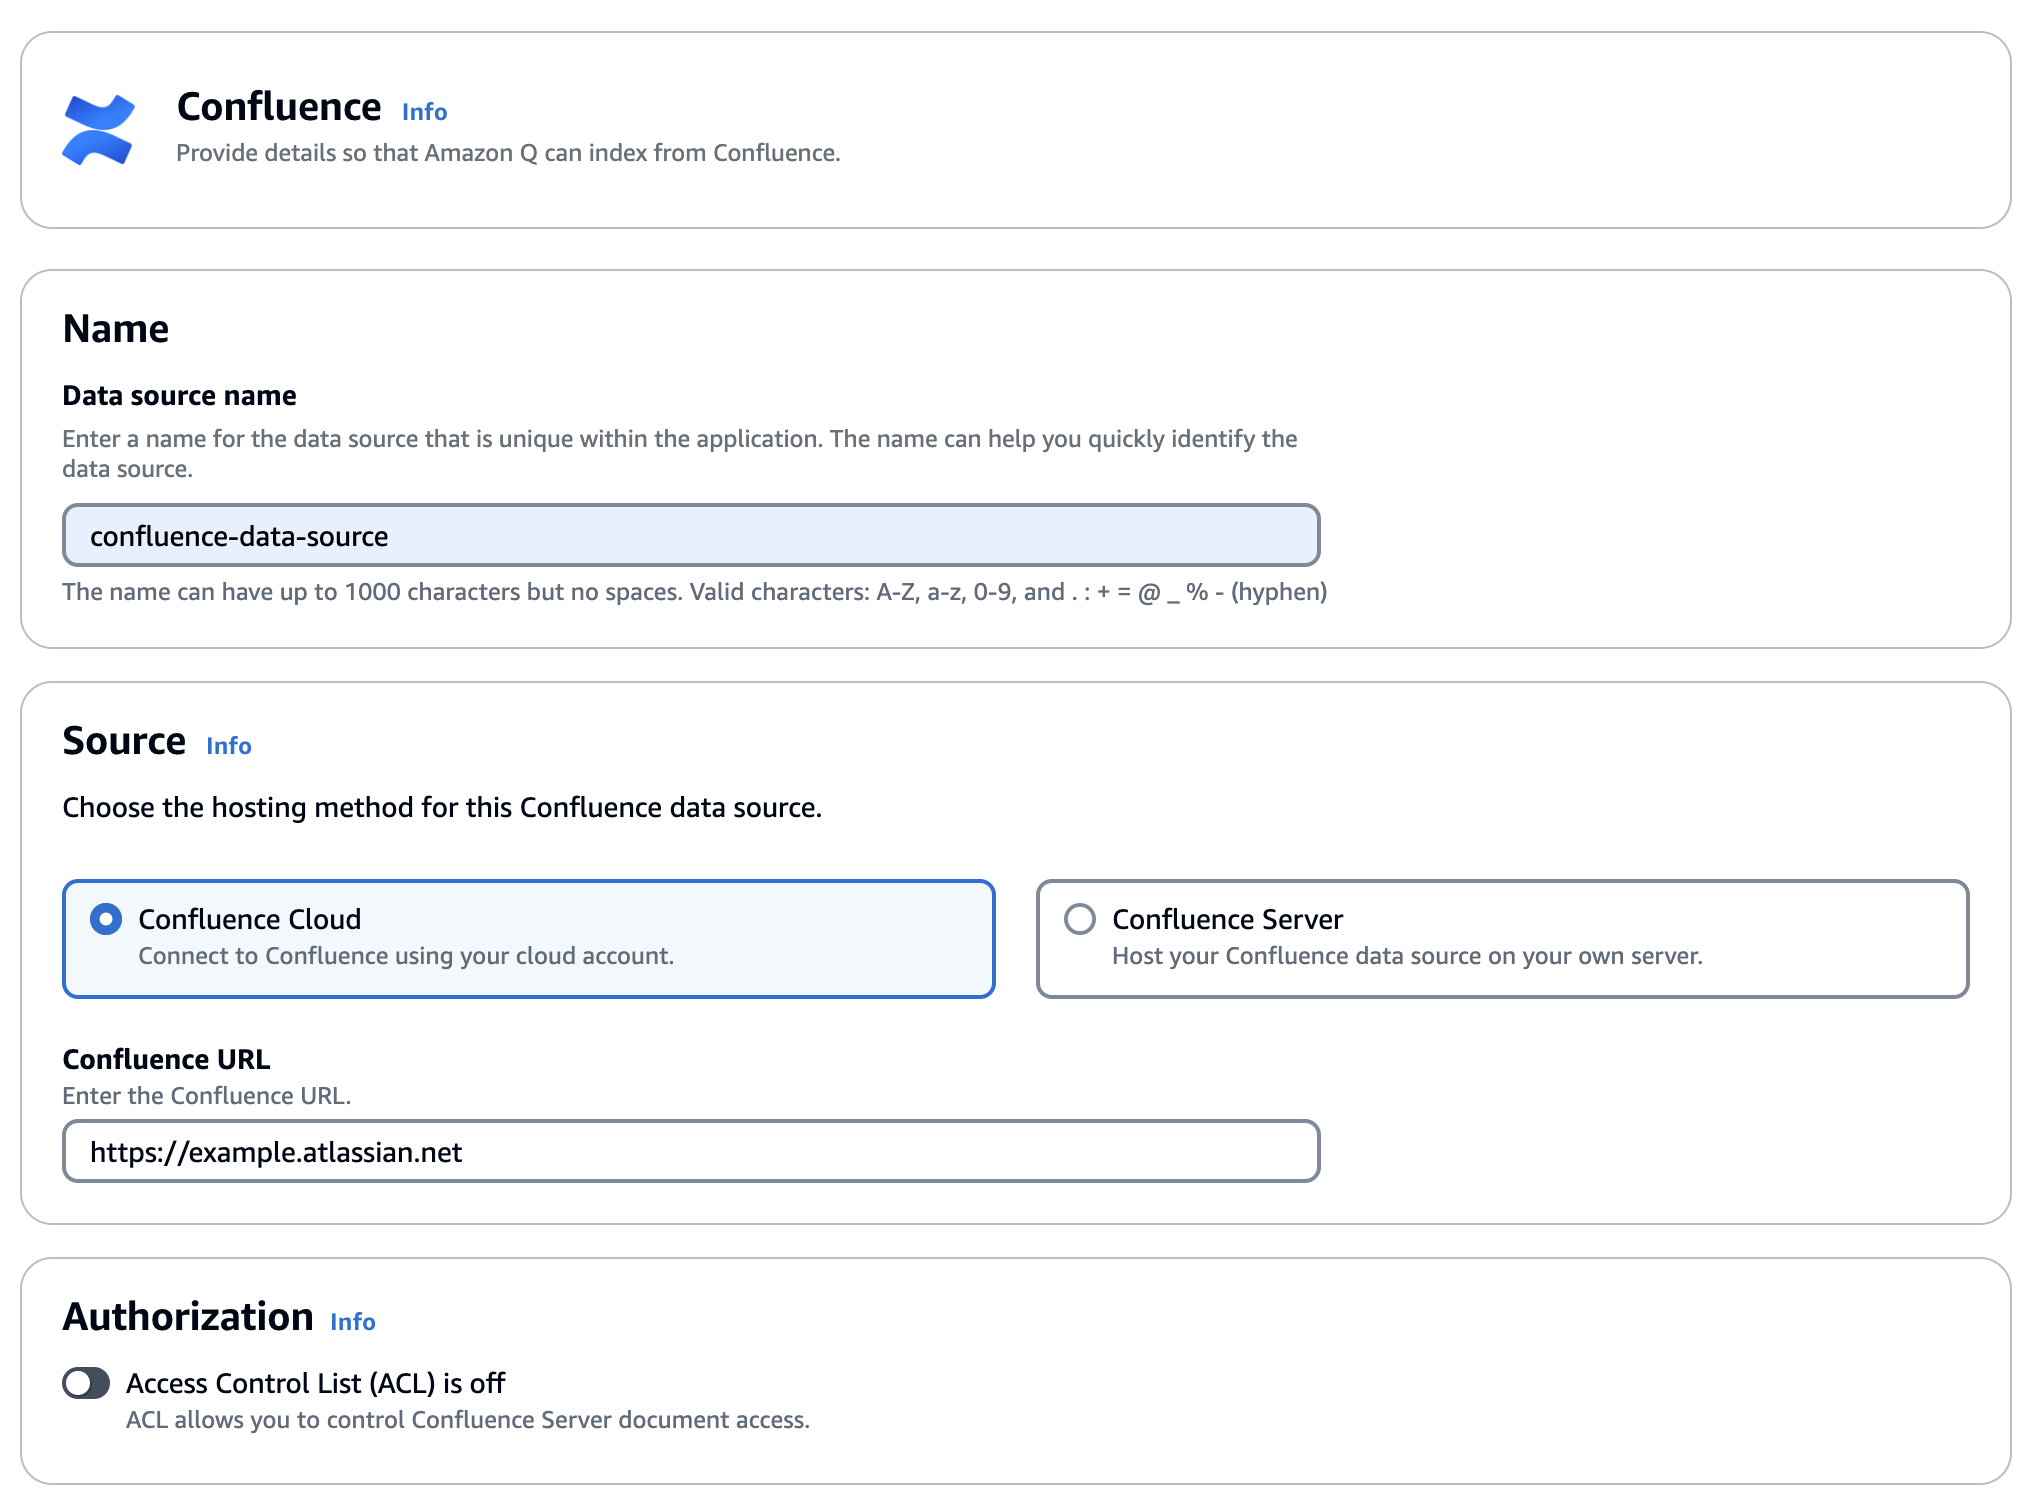 Confluence Info
Provide details so that Amazon Q can index from Confluence.
Name
Data source name
Enter a name for the data source that is unique within the application. The name can help you quickly identify the
data source.
confluence-data-source
The name can have up to 1000 characters but no spaces. Valid characters: A-Z, a-z, 0-9, and . : + = @ _ % - (hyphen)
Source Info
Choose the hosting method for this Confluence data source.
Confluence Cloud
Connect to Confluence using your cloud account.
Confluence Server
Host your Confluence data source on your own server.
Confluence URL
Enter the Confluence URL.
https://example.atlassian.net
Authorization Info
Access Control List (ACL) is off
ACL allows you to control Confluence Server document access.